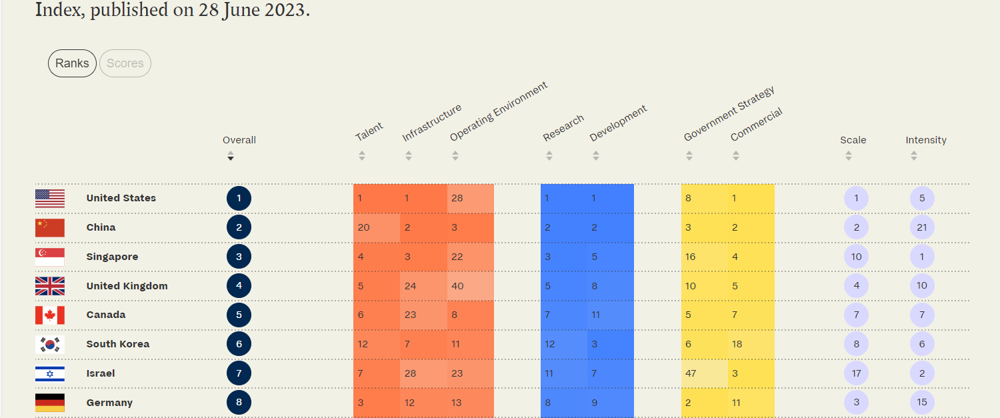 Index, published on 28 June 2023.
Ranks Scores
Overall Talent Infrastructure Operating Environment Research Development Government Strategy Commercial Scale Intensity
United States 1 1 1 28 1 1 8 1 1 5
China 2 20 2 3 2 2 3 2 2 21
Singapore 3 4 3 22 3 5 16 4 10 1
United Kingdom 4 5 24 40 5 8 10 5 4 10
Canada 5 6 23 8 7 11 5 7 7 7
South Korea 6 12 7 11 12 3 6 18 8 6
Israel 7 7 28 23 11 7 47 3 17 2
Germany 8 3 12 13 8 9 2 11 3 15